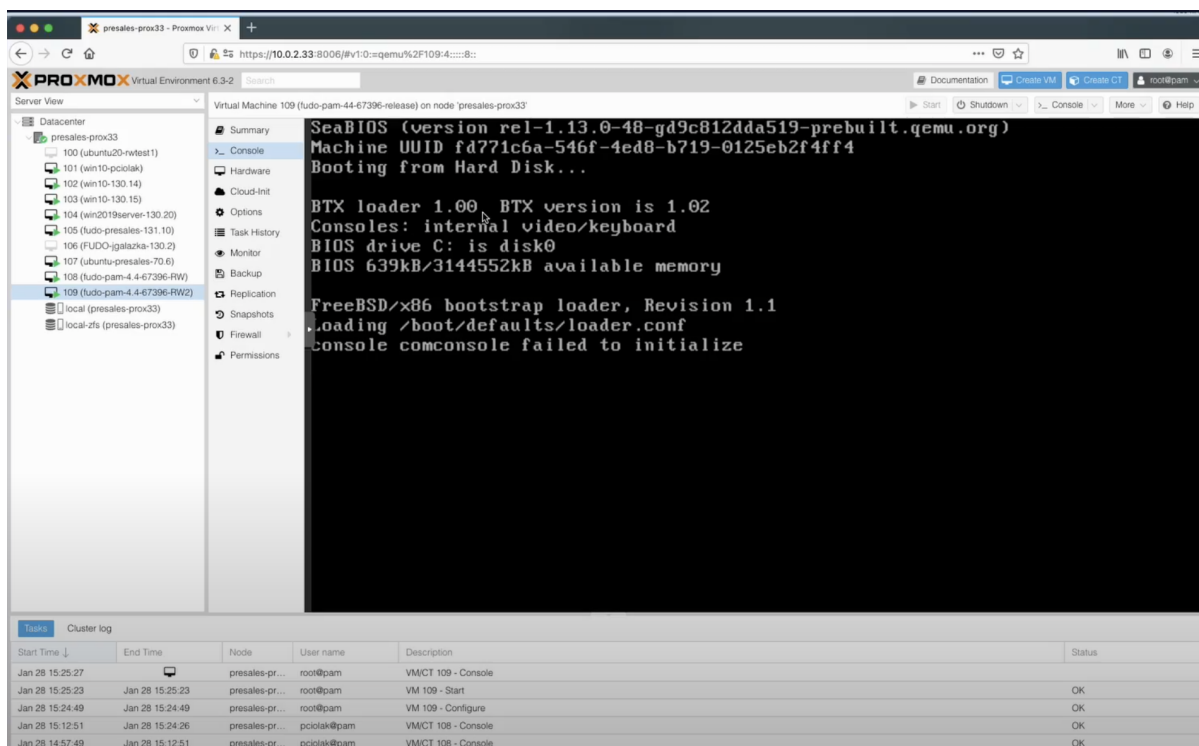 presales-prox33 - Proxmox Virt
https://10.0.2.33:8006/#v1:0:=qemu%2F109:4:::::8::
PROXMOX Virtual Environment 6.3-2 Search
Documentation Create VM Create CT root@pam
Server View
Virtual Machine 109 (fudo-pam-44-67396-release) on node 'presales-prox33'
Start Shutdown >_ Console More Help
Datacenter
presales-prox33
100 (ubuntu20-rwtest1)
101 (win10-pciolak)
102 (win10-130.14)
103 (win10-130.15)
104 (win2019server-130.20)
105 (fudo-presales-131.10)
106 (FUDO-jgalazka-130.2)
107 (ubuntu-presales-70.6)
108 (fudo-pam-4.4-67396-RW)
109 (fudo-pam-4.4-67396-RW2)
local (presales-prox33)
local-zfs (presales-prox33)
Summary
>_ Console
Hardware
Cloud-Init
Options
Task History
Monitor
Backup
Replication
Snapshots
Firewall
Permissions
SeaBIOS (version rel-1.13.0-48-gd9c812dda519-prebuilt.qemu.org)
Machine UUID fd771c6a-546f-4ed8-b719-0125eb2f4ff4
Booting from Hard Disk...
BTX loader 1.00 BTX version is 1.02
Consoles: internal video/keyboard
BIOS drive C: is disk0
BIOS 639kB/3144552kB available memory
FreeBSD/x86 bootstrap loader, Revision 1.1
Loading /boot/defaults/loader.conf
console comconsole failed to initialize
Tasks Cluster log
Start Time ↓ End Time Node User name Description Status
Jan 28 15:25:27 presales-pr... root@pam VM/CT 109 - Console
Jan 28 15:25:23 Jan 28 15:25:23 presales-pr... root@pam VM 109 - Start OK
Jan 28 15:24:49 Jan 28 15:24:49 presales-pr... root@pam VM 109 - Configure OK
Jan 28 15:12:51 Jan 28 15:24:26 presales-pr... pciolak@pam VM/CT 108 - Console OK
Jan 28 14:57:49 Jan 28 15:12:51 presales-pr... pciolak@pam VM/CT 108 - Console OK